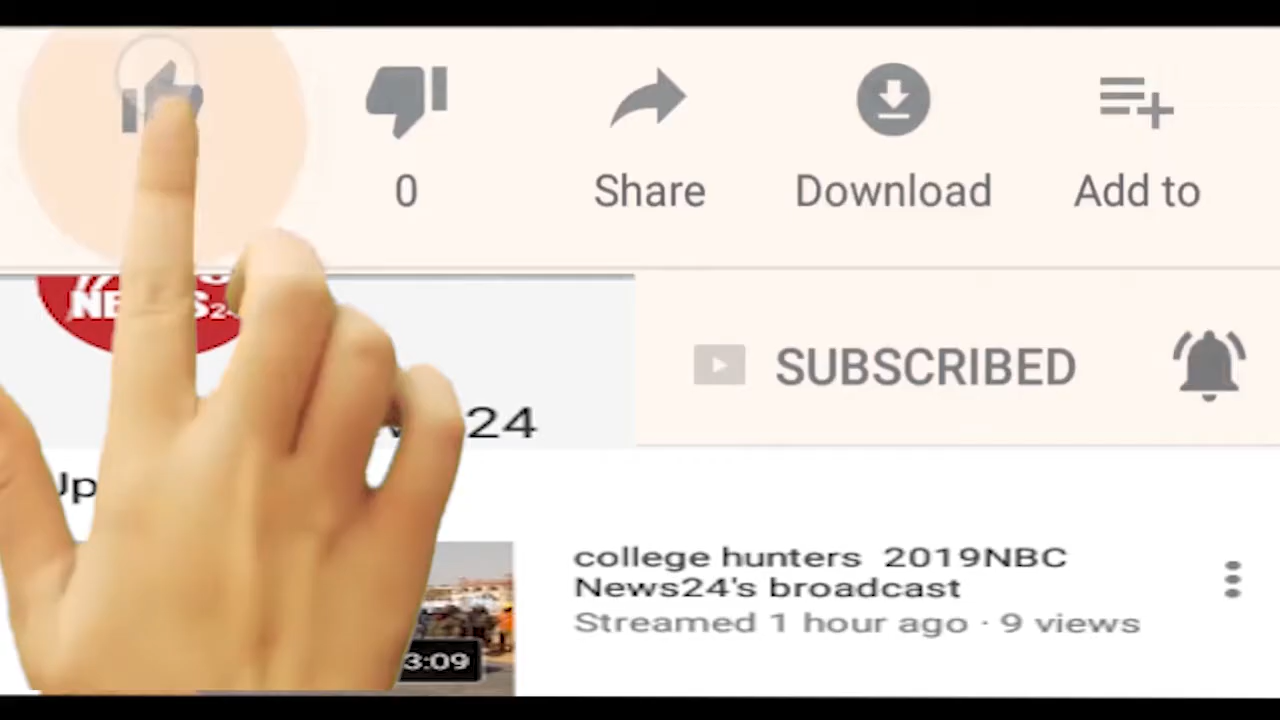 0
Share
Download
Add to
SUBSCRIBED
24
college hunters 2019NBC
News24's broadcast
Streamed 1 hour ago · 9 views
3:09